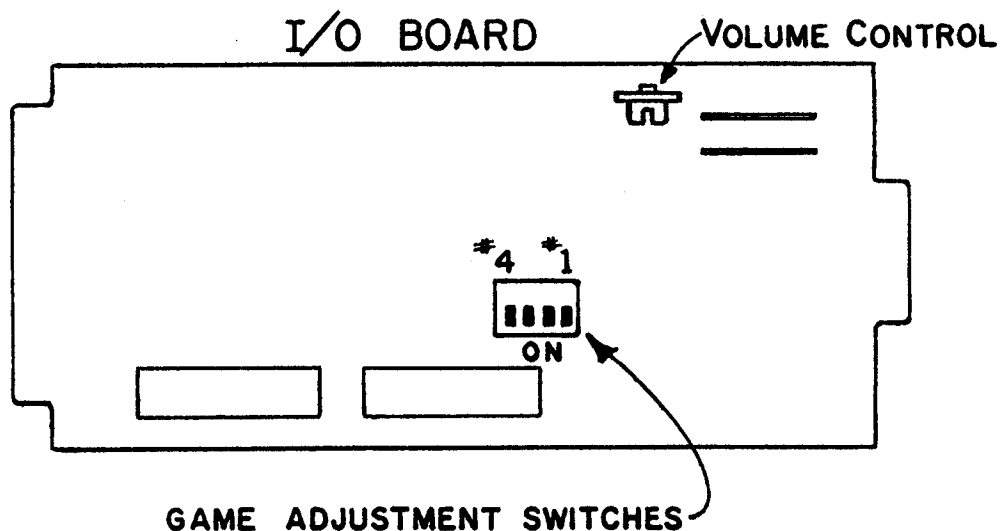 I/O BOARD
VOLUME CONTROL
#4 #1
ON
GAME ADJUSTMENT SWITCHES